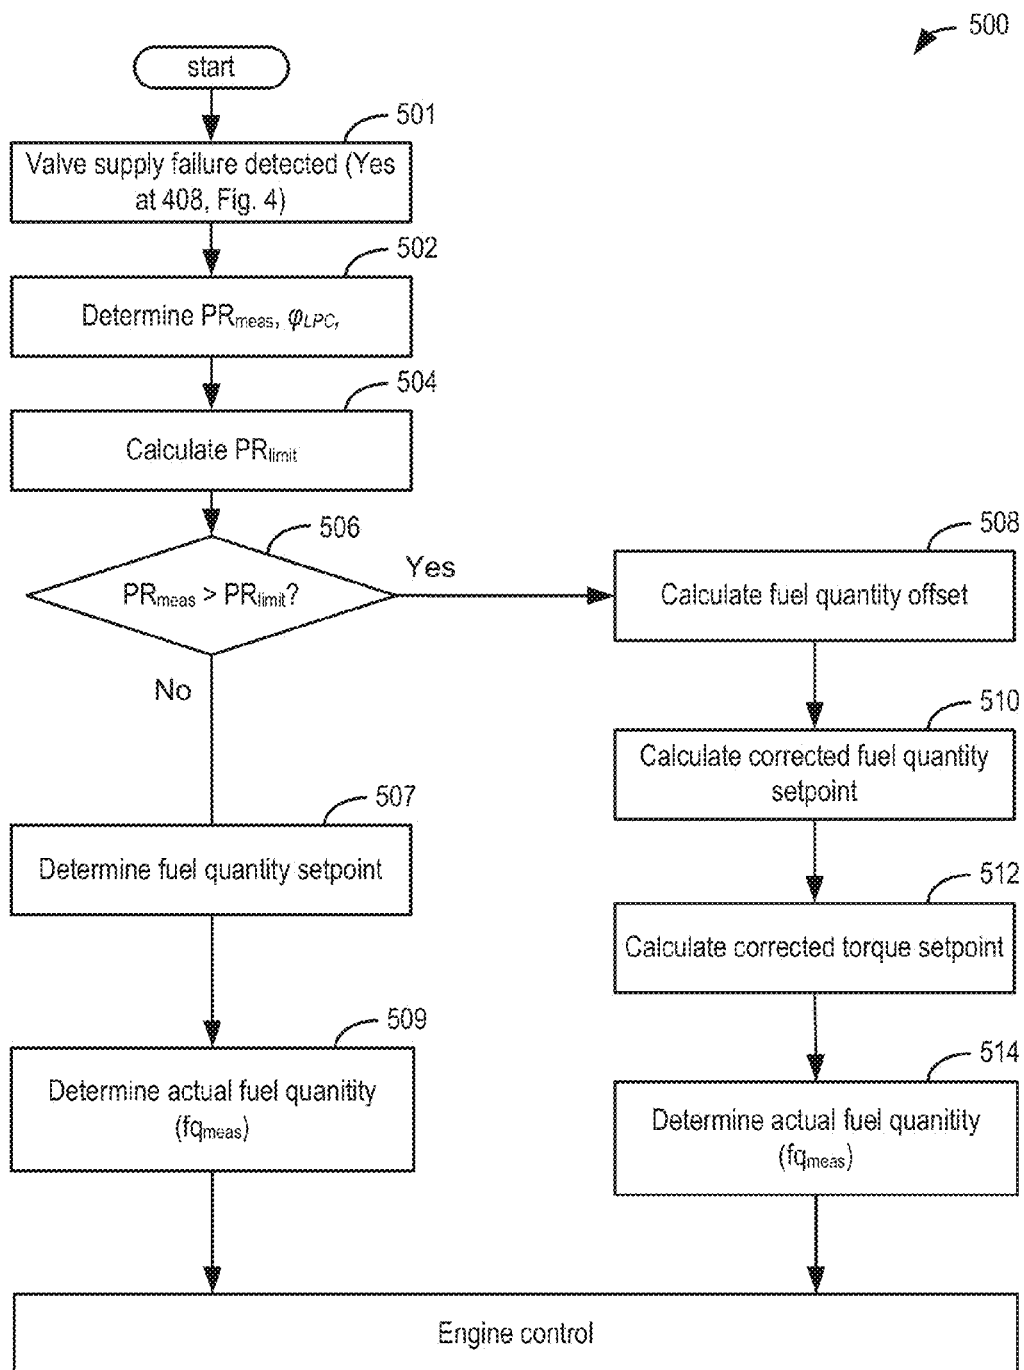 500
start
501
Valve supply failure detected (Yes
at 408, Fig. 4)
502
Determine PRmeas, φLPC,
504
Calculate PRlimit
506
PRmeas > PRlimit?
Yes
No
508
Calculate fuel quantity offset
510
Calculate corrected fuel quantity
setpoint
507
Determine fuel quantity setpoint
512
Calculate corrected torque setpoint
509
Determine actual fuel quanitity
(fqmeas)
514
Determine actual fuel quanitity
(fqmeas)
Engine control